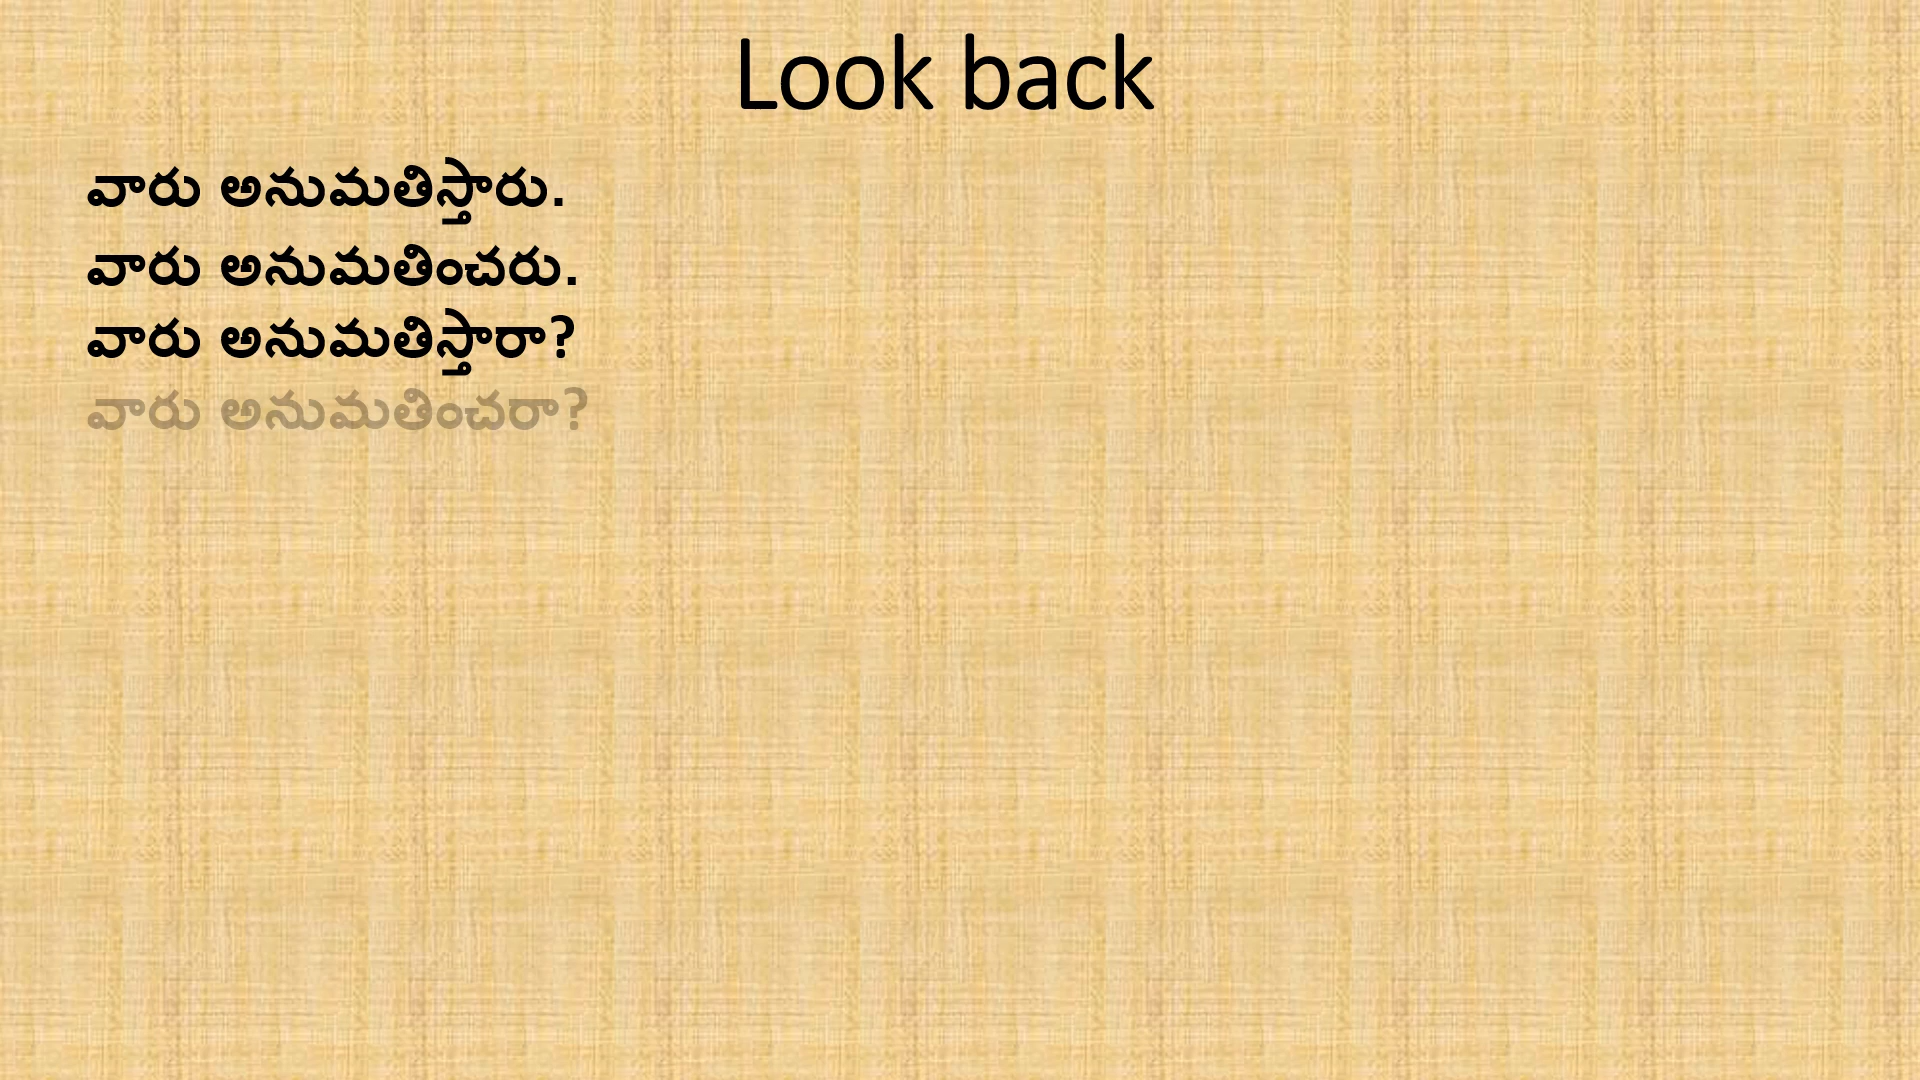 Look back
వారు అనుమతిస్తారు.
వారు అనుమతించరు.
వారు అనుమతిస్తారా?
వారు అనుమతించరా?